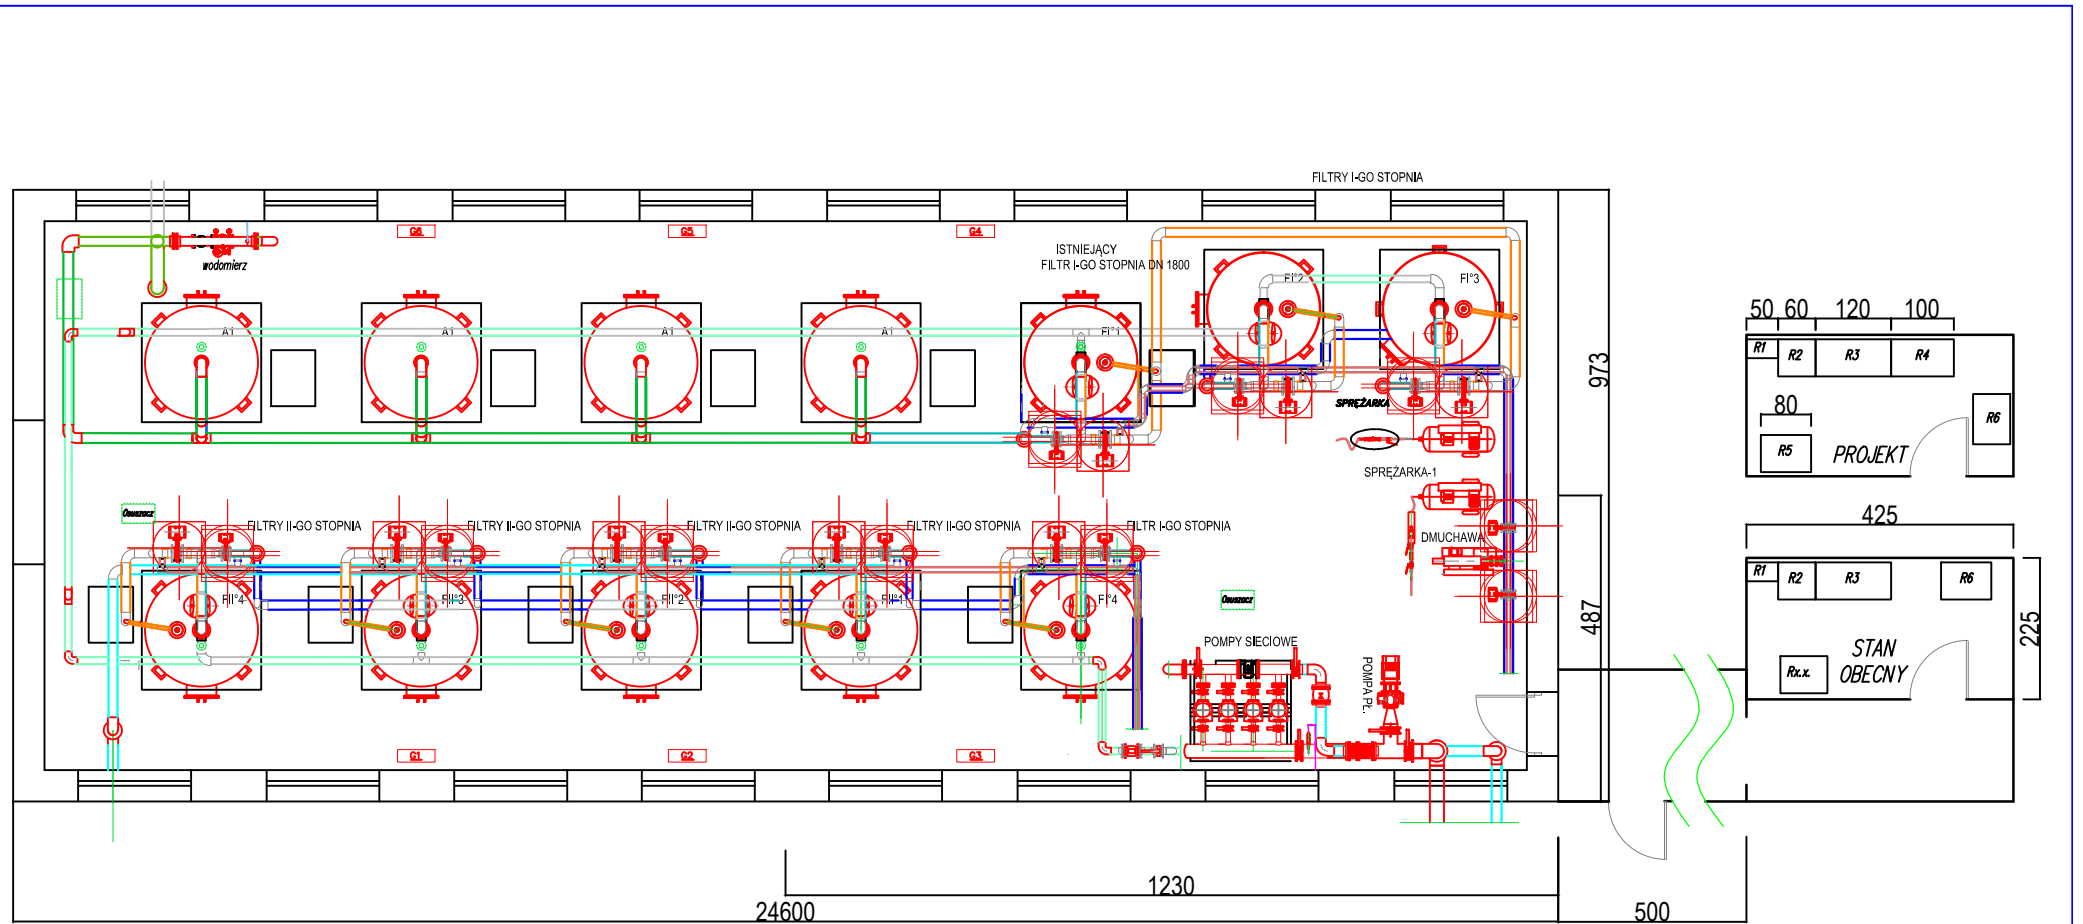 FILTRY I-GO STOPNIA
G6
G5
G4
wodomierz
ISTNIEJĄCY
FILTR I-GO STOPNIA DN 1800
FI°2
FI°3
A1
A1
A1
A1
FI°1
SPRĘŻARKA
SPRĘŻARKA-1
DMUCHAWA
Osuszacz
FILTRY II-GO STOPNIA
FILTRY II-GO STOPNIA
FILTRY II-GO STOPNIA
FILTRY II-GO STOPNIA
FILTR I-GO STOPNIA
FII°4
FII°3
FII°2
FII°1
FI°4
Osuszacz
POMPY SIECIOWE
POMPA PŁ.
G1
G2
G3
973
487
1230
24600
500
50 60 120 100
R1
R2
R3
R4
80
R5
R6
PROJEKT
425
R1
R2
R3
R6
225
STAN
OBECNY
Rx.x.